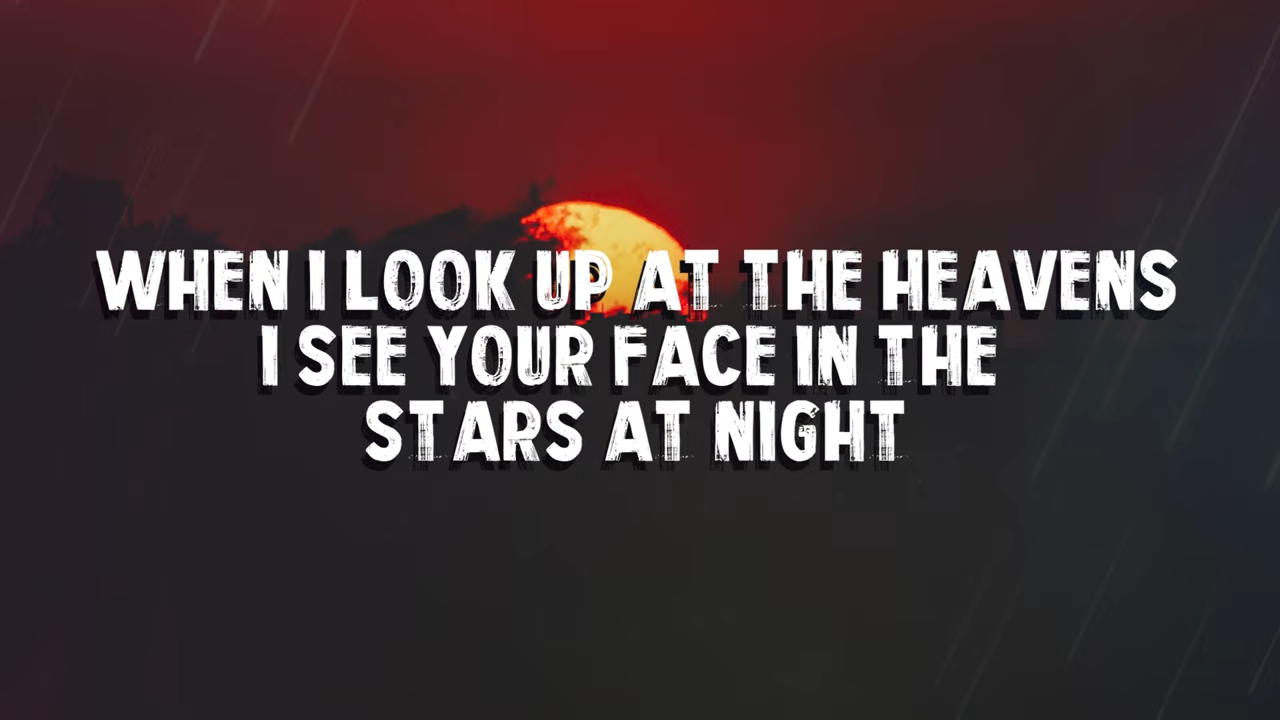 WHEN I LOOK UP AT THE HEAVENS
I SEE YOUR FACE IN THE
STARS AT NIGHT